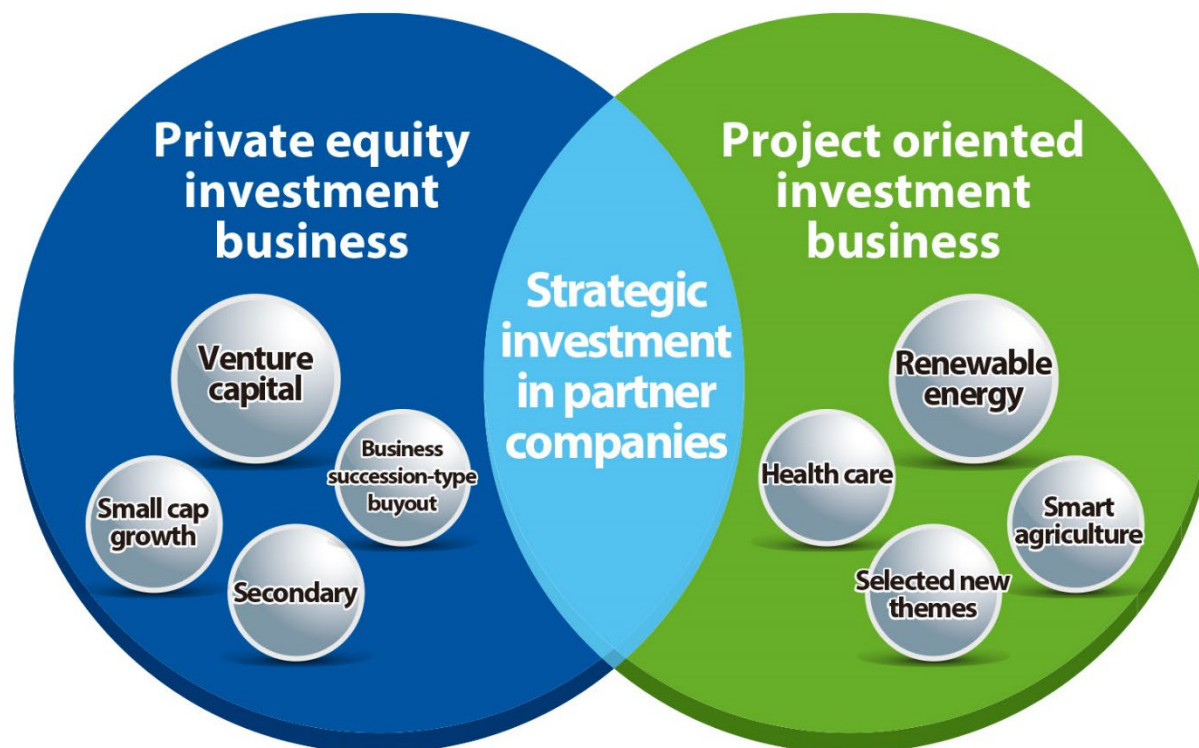 Private equity
investment
business
Venture
capital
Business
succession-type
buyout
Small cap
growth
Secondary
Strategic
investment
in partner
companies
Project oriented
investment
business
Renewable
energy
Health care
Smart
agriculture
Selected new
themes